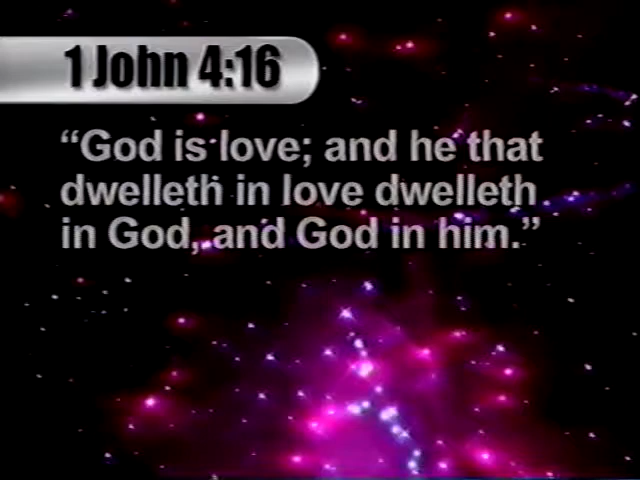 1 John 4:16
“God is love; and he that
dwelleth in love dwelleth
in God, and God in him.”